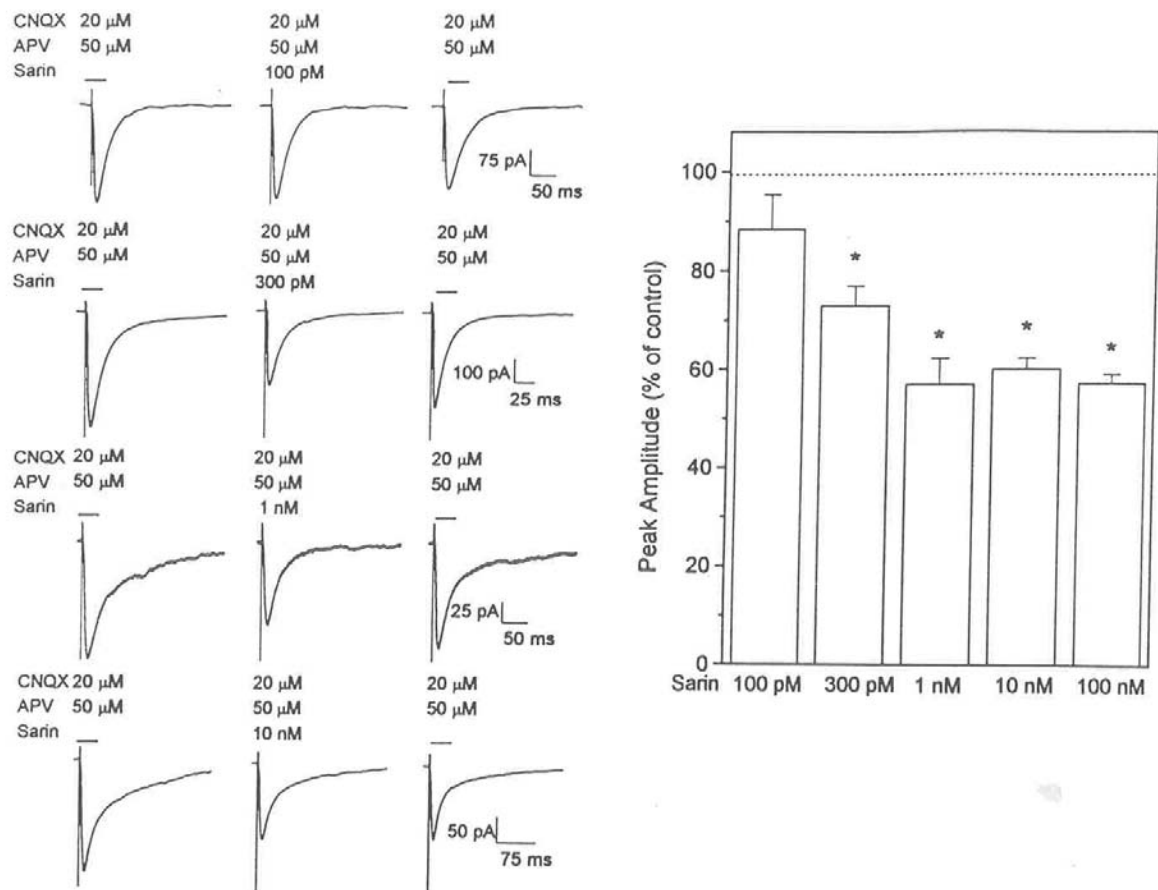 CNQX 20 μM 20 μM 20 μM
APV 50 μM 50 μM 50 μM
Sarin 100 pM
75 pA
50 ms
CNQX 20 μM 20 μM 20 μM
APV 50 μM 50 μM 50 μM
Sarin 300 pM
100 pA
25 ms
CNQX 20 μM 20 μM 20 μM
APV 50 μM 50 μM 50 μM
Sarin 1 nM
25 pA
50 ms
CNQX 20 μM 20 μM 20 μM
APV 50 μM 50 μM 50 μM
Sarin 10 nM
50 pA
75 ms
Peak Amplitude (% of control)
100
80
60
40
20
0
* * * *
Sarin 100 pM 300 pM 1 nM 10 nM 100 nM